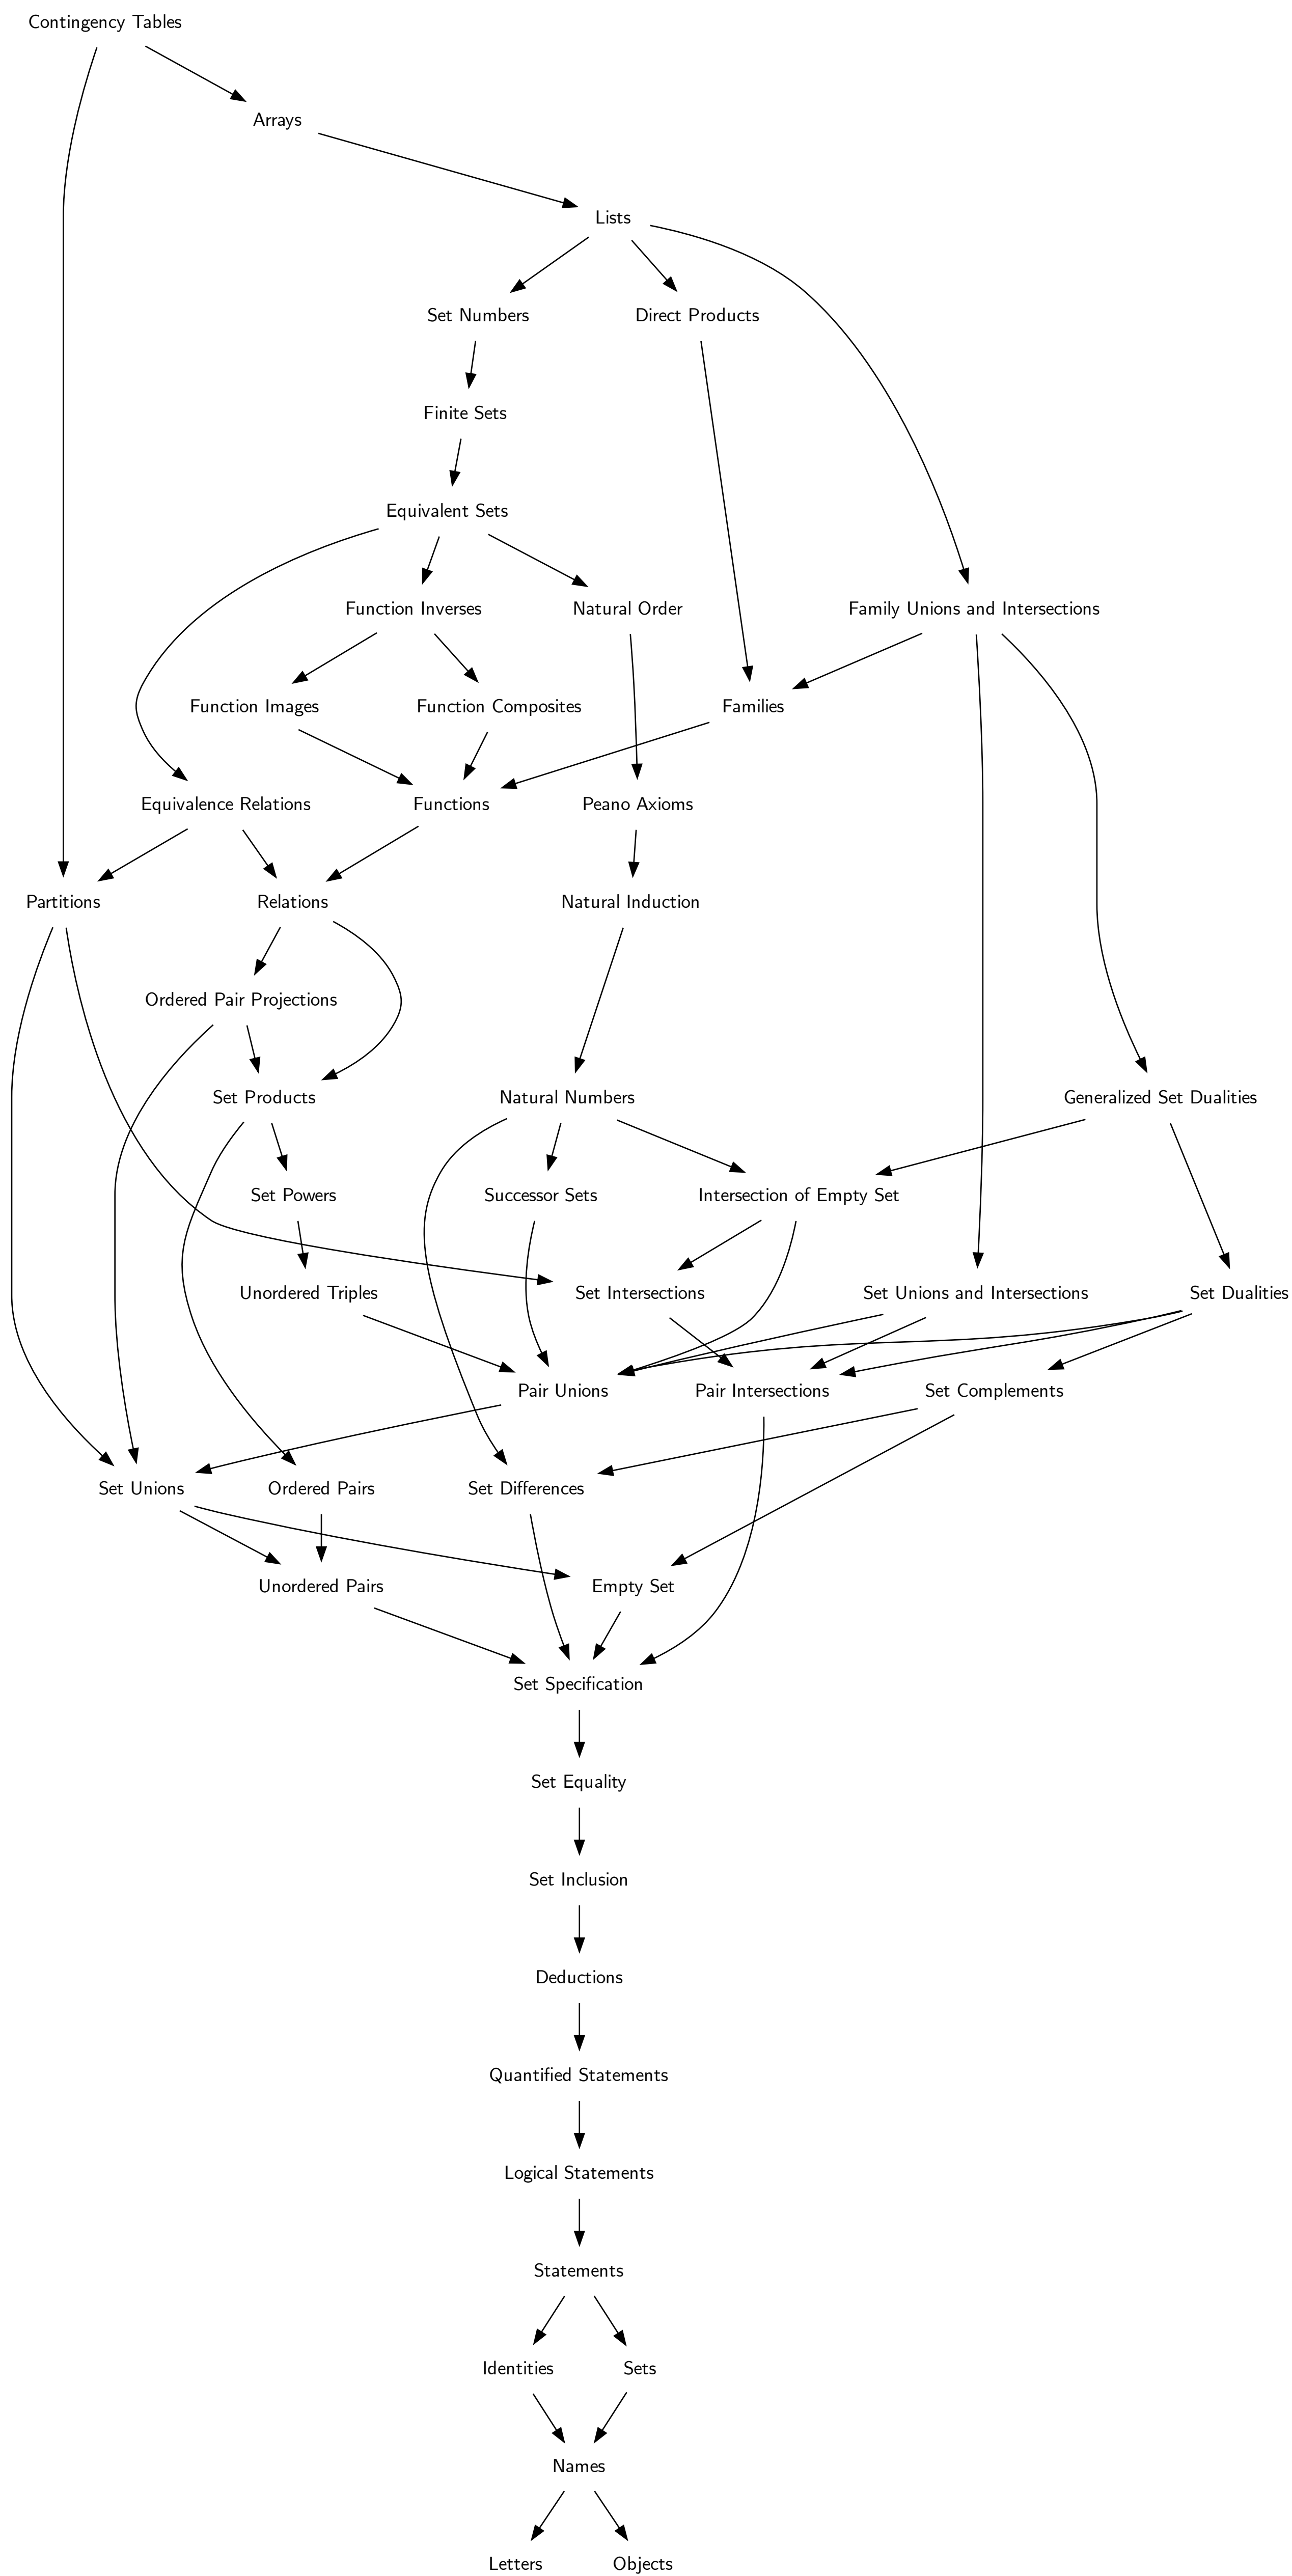 Contingency Tables
Arrays
Lists
Set Numbers
Direct Products
Finite Sets
Equivalent Sets
Function Inverses
Natural Order
Family Unions and Intersections
Function Images
Function Composites
Families
Equivalence Relations
Functions
Peano Axioms
Partitions
Relations
Natural Induction
Ordered Pair Projections
Set Products
Natural Numbers
Generalized Set Dualities
Set Powers
Successor Sets
Intersection of Empty Set
Unordered Triples
Set Intersections
Set Unions and Intersections
Set Dualities
Pair Unions
Pair Intersections
Set Complements
Set Unions
Ordered Pairs
Set Differences
Unordered Pairs
Empty Set
Set Specification
Set Equality
Set Inclusion
Deductions
Quantified Statements
Logical Statements
Statements
Identities
Sets
Names
Letters
Objects